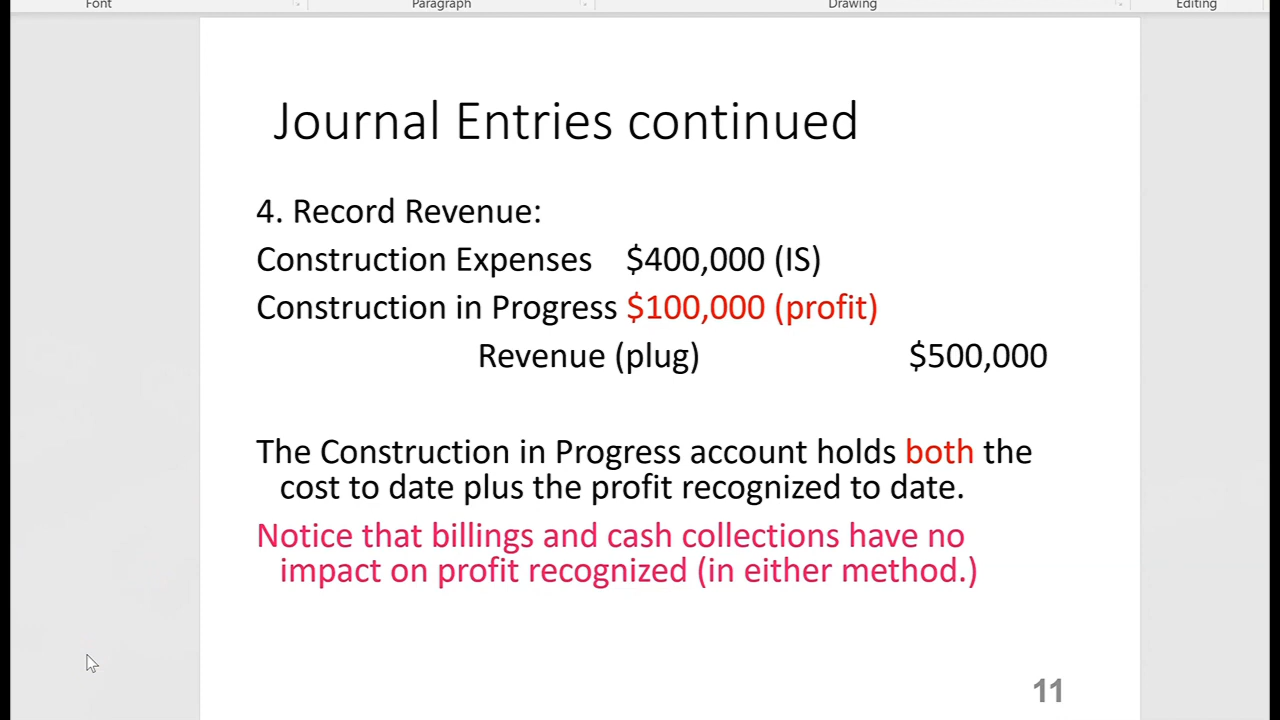 Font Paragraph Drawing Editing
Journal Entries continued
4. Record Revenue:
Construction Expenses $400,000 (IS)
Construction in Progress $100,000 (profit)
Revenue (plug) $500,000
The Construction in Progress account holds both the
cost to date plus the profit recognized to date.
Notice that billings and cash collections have no
impact on profit recognized (in either method.)
11